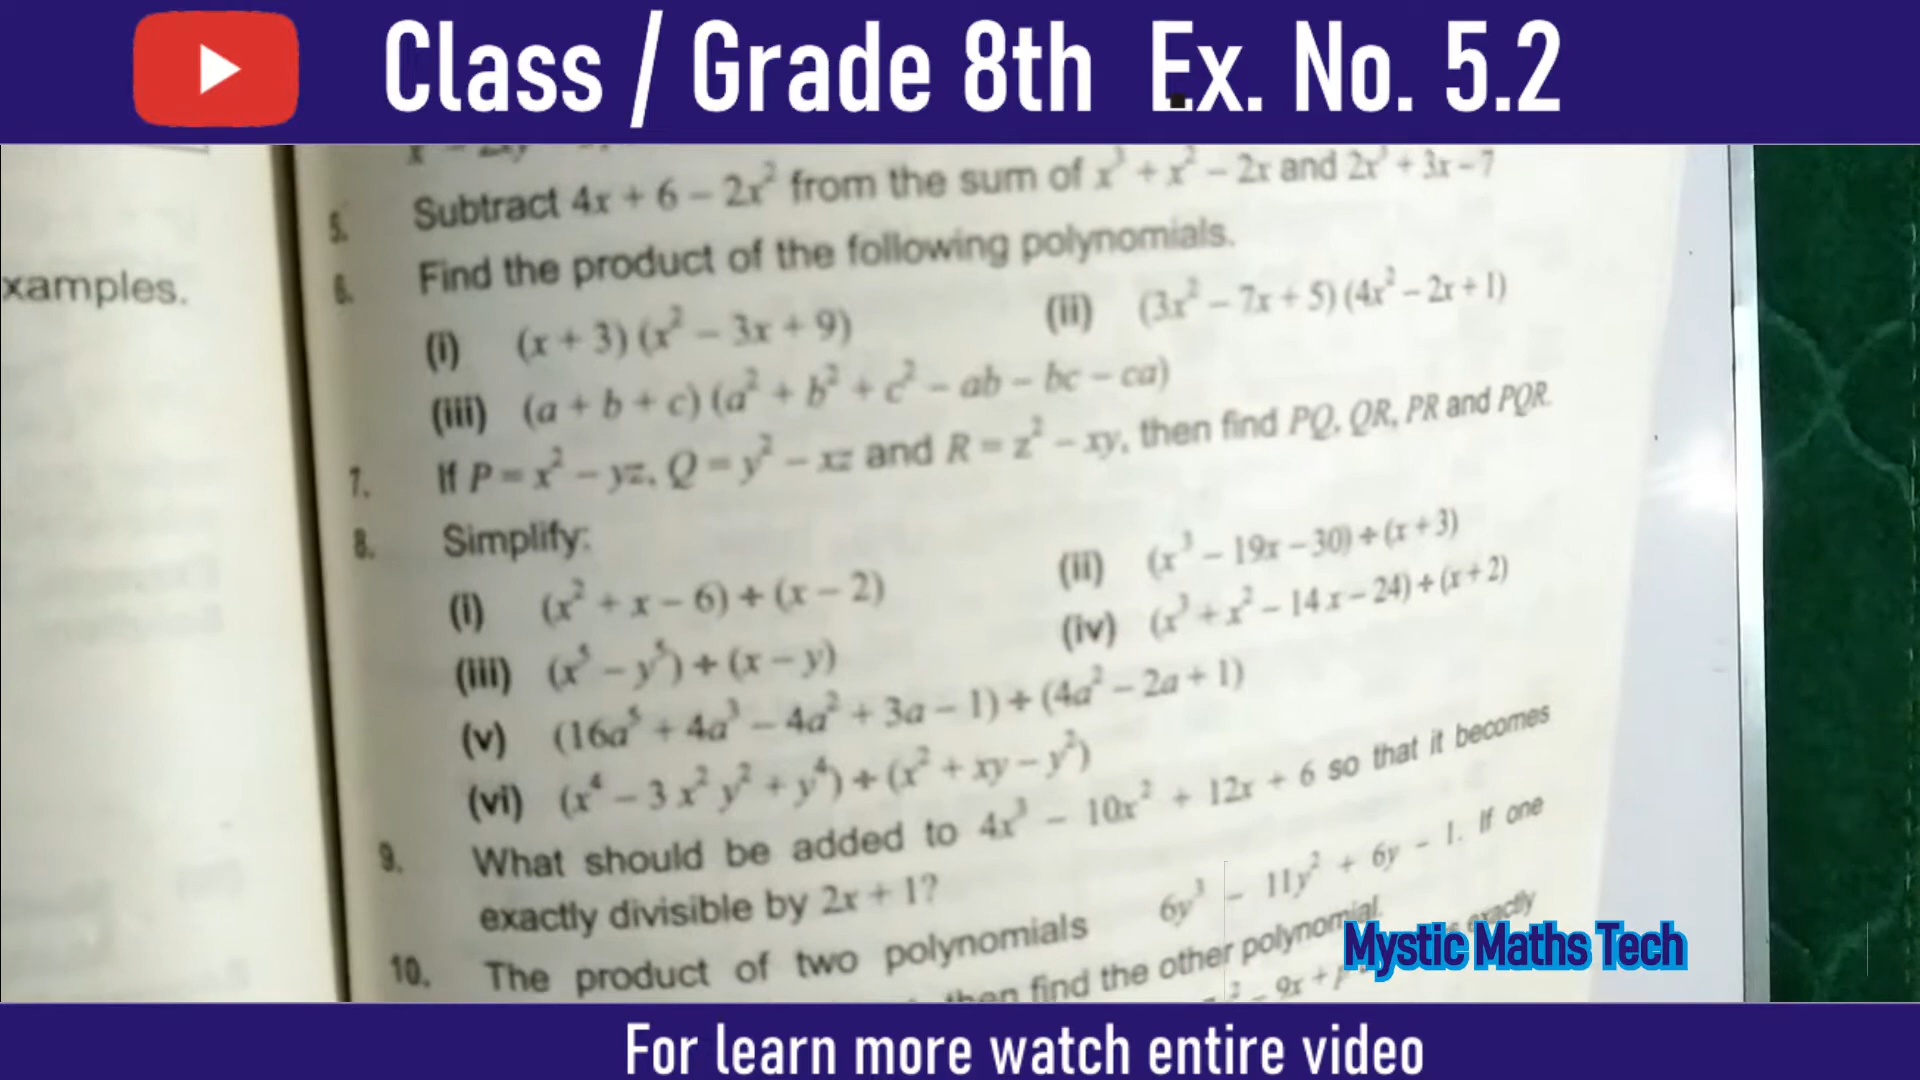 Class / Grade 8th Ex. No. 5.2
5. Subtract 4x + 6 − 2x² from the sum of x³ + x² − 2x and 2x³ + 3x − 7
xamples.
6. Find the product of the following polynomials.
(i) (x + 3) (x² − 3x + 9) (ii) (3x² − 7x + 5) (4x² − 2x + 1)
(iii) (a + b + c) (a² + b² + c² − ab − bc − ca)
7. If P = x² − yz, Q = y² − xz and R = z² − xy, then find PQ, QR, PR and PQR.
8. Simplify:
(i) (x² + x − 6) ÷ (x − 2) (ii) (x³ − 19x − 30) ÷ (x + 3)
(iii) (x⁵ − y⁵) ÷ (x − y) (iv) (x³ + x² − 14x − 24) ÷ (x + 2)
(v) (16a⁵ + 4a³ − 4a² + 3a − 1) ÷ (4a² − 2a + 1)
(vi) (x⁴ − 3x²y² + y⁴) ÷ (x² + xy − y²)
9. What should be added to 4x³ − 10x² + 12x + 6 so that it becomes
exactly divisible by 2x + 1?
10. The product of two polynomials 6y³ − 11y² + 6y − 1. If one
then find the other polynomial.
exactly
² − 9x +
Mystic Maths Tech
For learn more watch entire video